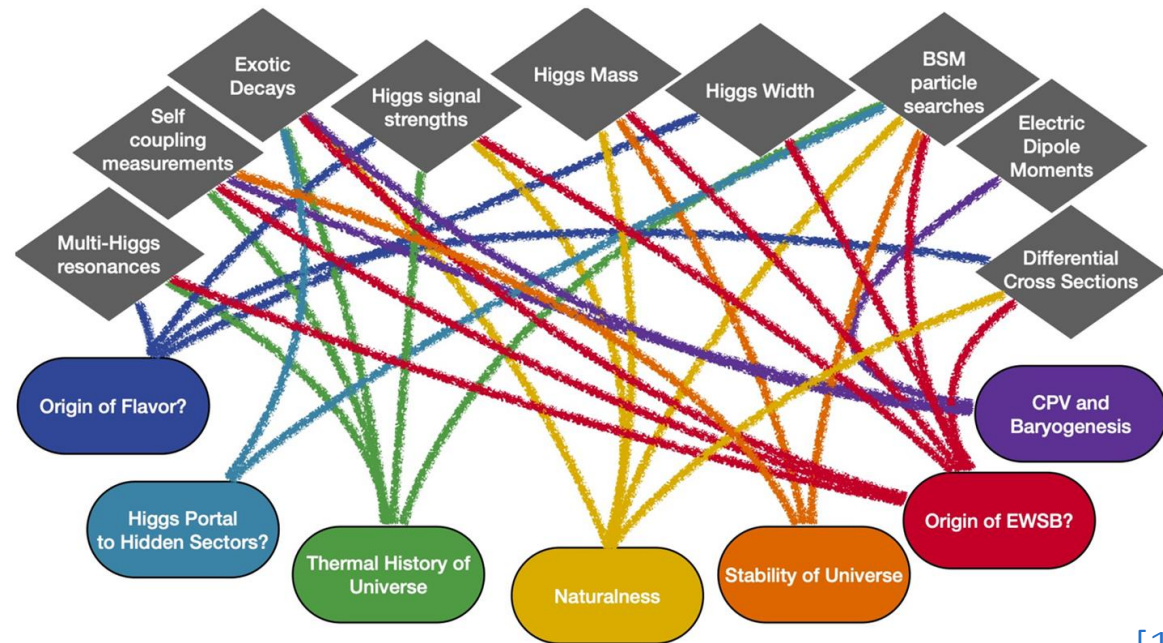 Exotic
Decays
Higgs signal
strengths
Higgs Mass
Higgs Width
BSM
particle
searches
Self
coupling
measurements
Electric
Dipole
Moments
Multi-Higgs
resonances
Differential
Cross Sections
Origin of Flavor?
CPV and
Baryogenesis
Higgs Portal
to Hidden Sectors?
Origin of EWSB?
Thermal History of
Universe
Naturalness
Stability of Universe